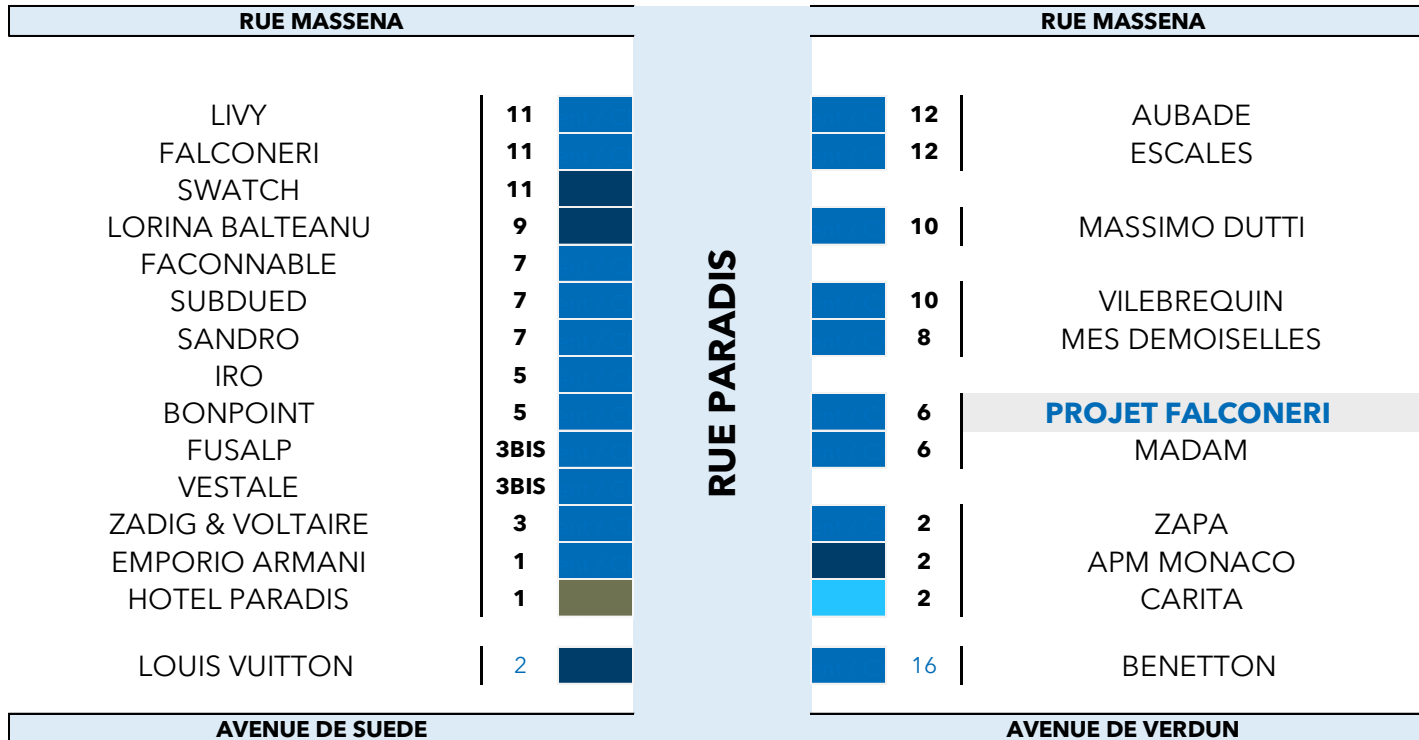 RUE MASSENA
RUE MASSENA
LIVY 11
FALCONERI 11
SWATCH 11
LORINA BALTEANU 9
FACONNABLE 7
SUBDUED 7
SANDRO 7
IRO 5
BONPOINT 5
FUSALP 3BIS
VESTALE 3BIS
ZADIG & VOLTAIRE 3
EMPORIO ARMANI 1
HOTEL PARADIS 1
LOUIS VUITTON 2
RUE PARADIS
12 AUBADE
12 ESCALES
10 MASSIMO DUTTI
10 VILEBREQUIN
8 MES DEMOISELLES
6 PROJET FALCONERI
6 MADAM
2 ZAPA
2 APM MONACO
2 CARITA
16 BENETTON
AVENUE DE SUEDE
AVENUE DE VERDUN